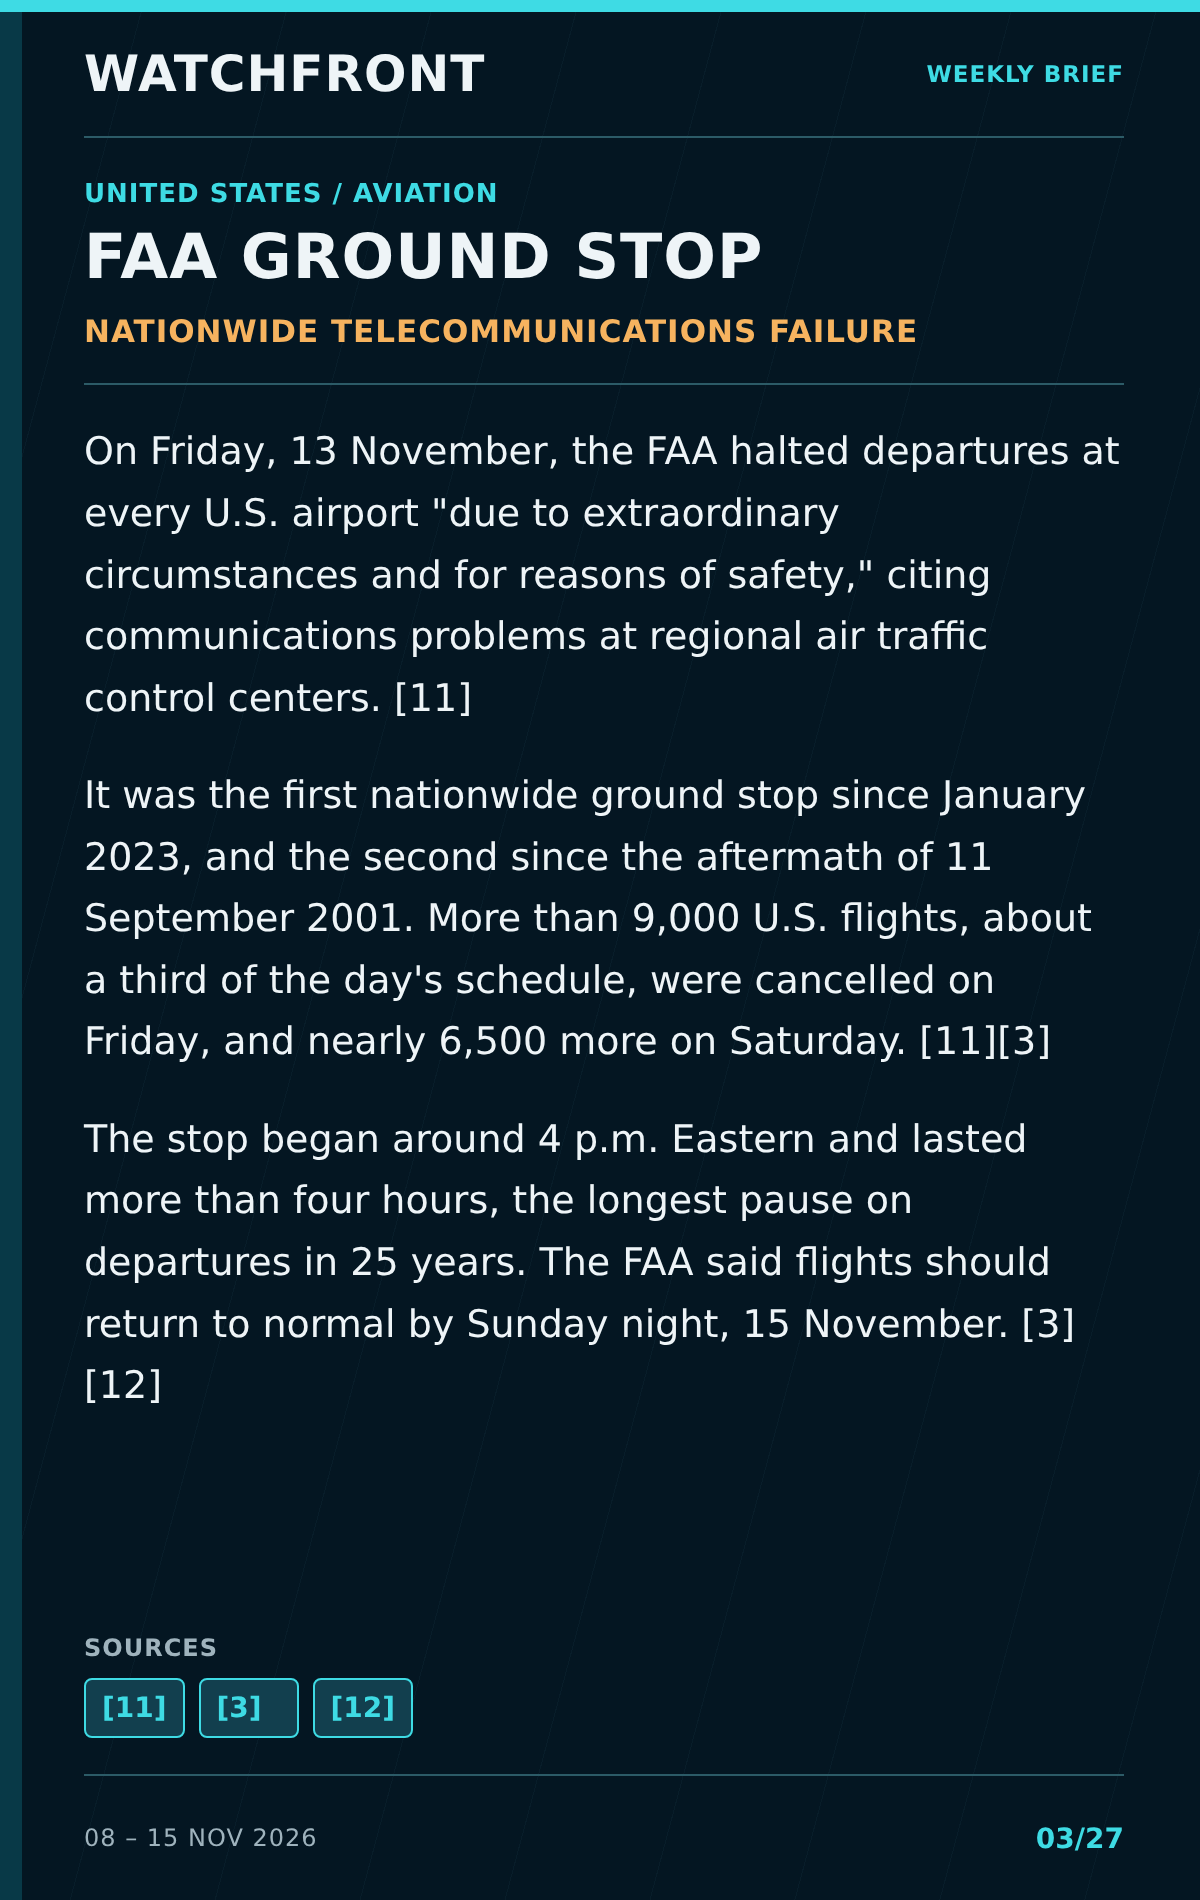 WATCHFRONT
WEEKLY BRIEF
UNITED STATES / AVIATION
FAA GROUND STOP
NATIONWIDE TELECOMMUNICATIONS FAILURE
On Friday, 13 November, the FAA halted departures at
every U.S. airport "due to extraordinary
circumstances and for reasons of safety," citing
communications problems at regional air traffic
control centers. [11]
It was the first nationwide ground stop since January
2023, and the second since the aftermath of 11
September 2001. More than 9,000 U.S. flights, about
a third of the day's schedule, were cancelled on
Friday, and nearly 6,500 more on Saturday. [11][3]
The stop began around 4 p.m. Eastern and lasted
more than four hours, the longest pause on
departures in 25 years. The FAA said flights should
return to normal by Sunday night, 15 November. [3]
[12]
SOURCES
[11] [3] [12]
08 – 15 NOV 2026
03/27